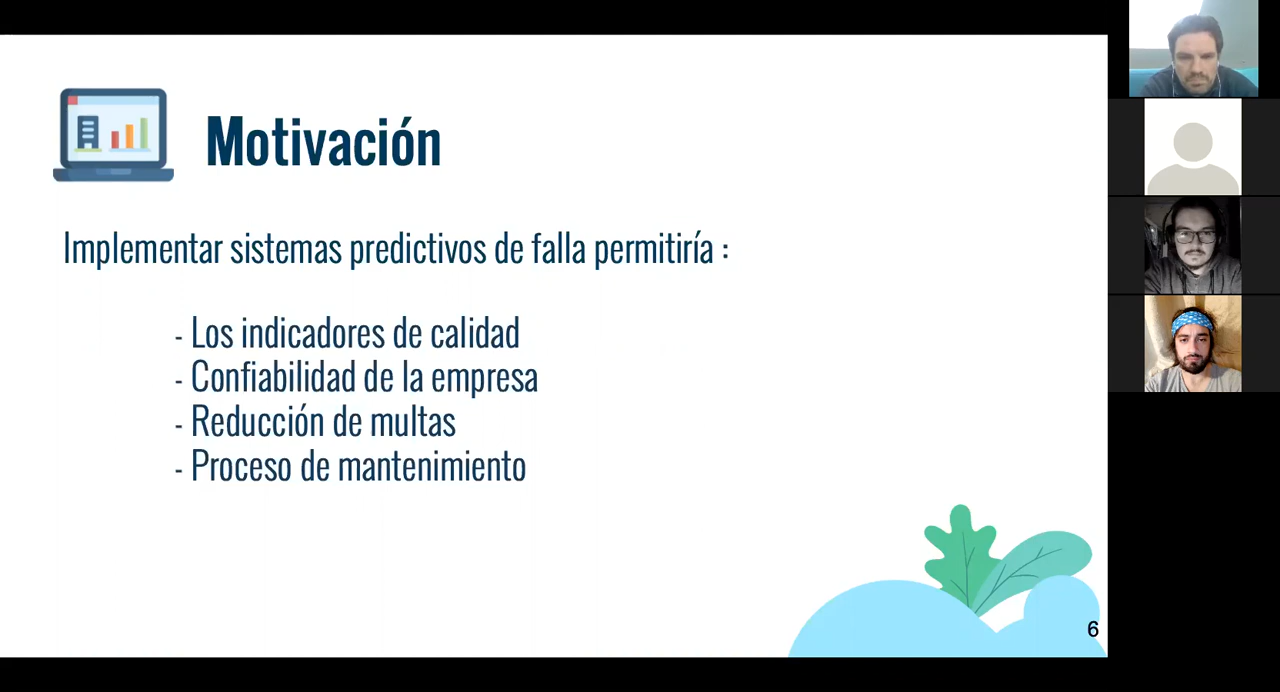 Motivación
Implementar sistemas predictivos de falla permitiría :
- Los indicadores de calidad
- Confiabilidad de la empresa
- Reducción de multas
- Proceso de mantenimiento
6